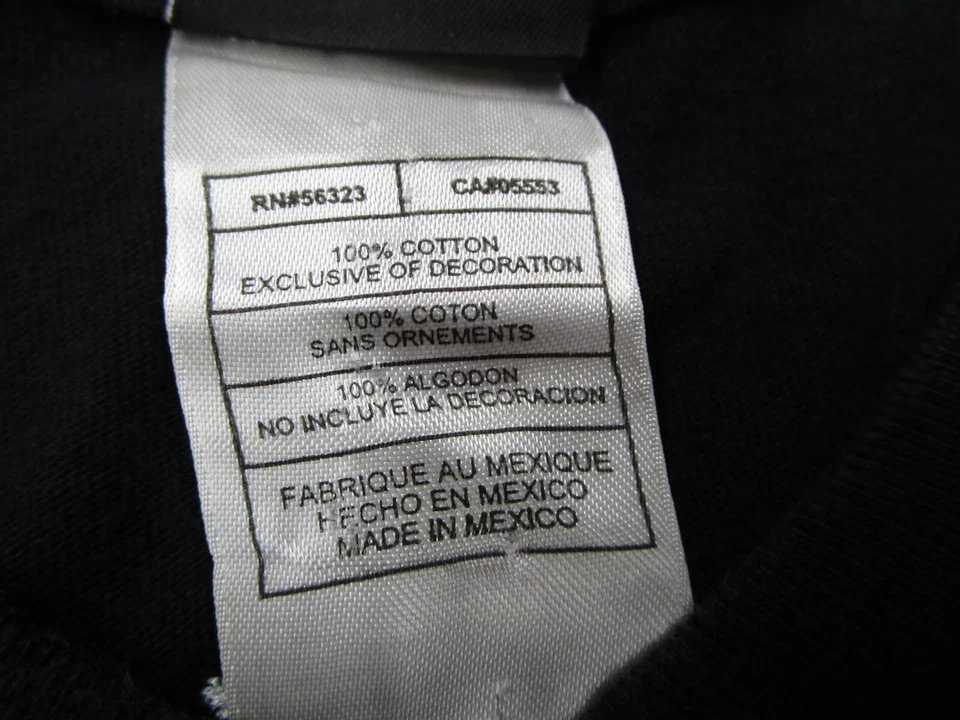 RN#56323 CA#05553
100% COTTON
EXCLUSIVE OF DECORATION
100% COTON
SANS ORNEMENTS
100% ALGODON
NO INCLUYE LA DECORACION
FABRIQUE AU MEXIQUE
HECHO EN MEXICO
MADE IN MEXICO